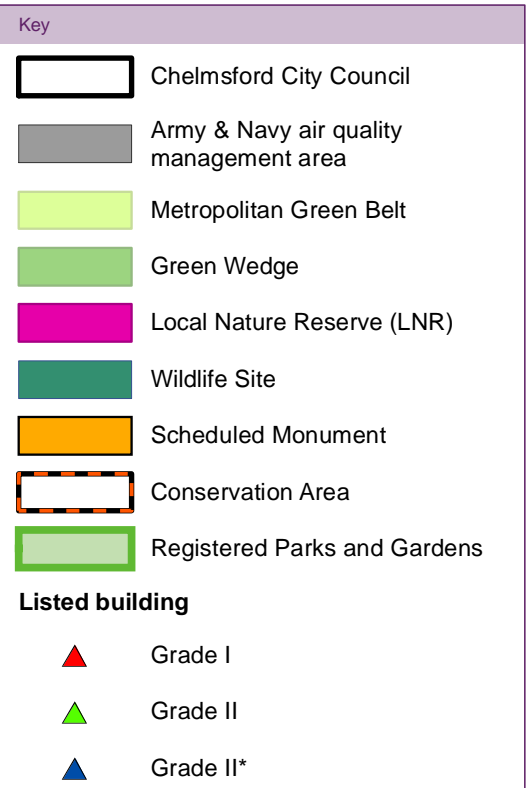 Key
Chelmsford City Council
Army & Navy air quality
management area
Metropolitan Green Belt
Green Wedge
Local Nature Reserve (LNR)
Wildlife Site
Scheduled Monument
Conservation Area
Registered Parks and Gardens
Listed building
Grade I
Grade II
Grade II*